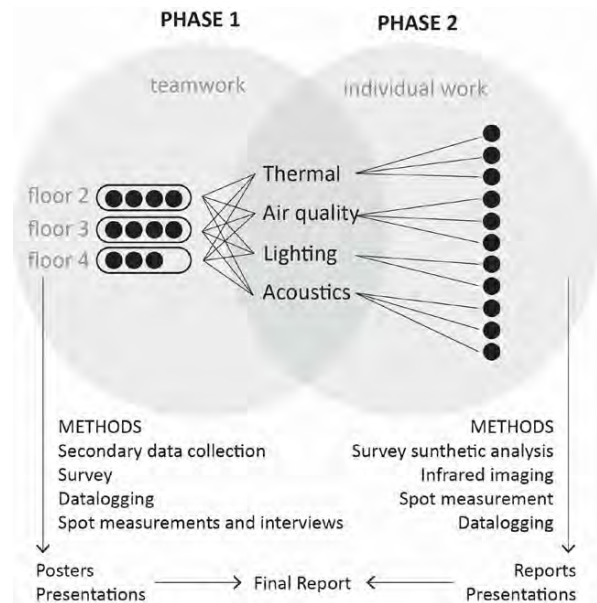 PHASE 1
PHASE 2
teamwork
individual work
floor 2
floor 3
floor 4
Thermal
Air quality
Lighting
Acoustics
METHODS
Secondary data collection
Survey
Datalogging
Spot measurements and interviews
METHODS
Survey sunthetic analysis
Infrared imaging
Spot measurement
Datalogging
Posters
Presentations
Final Report
Reports
Presentations